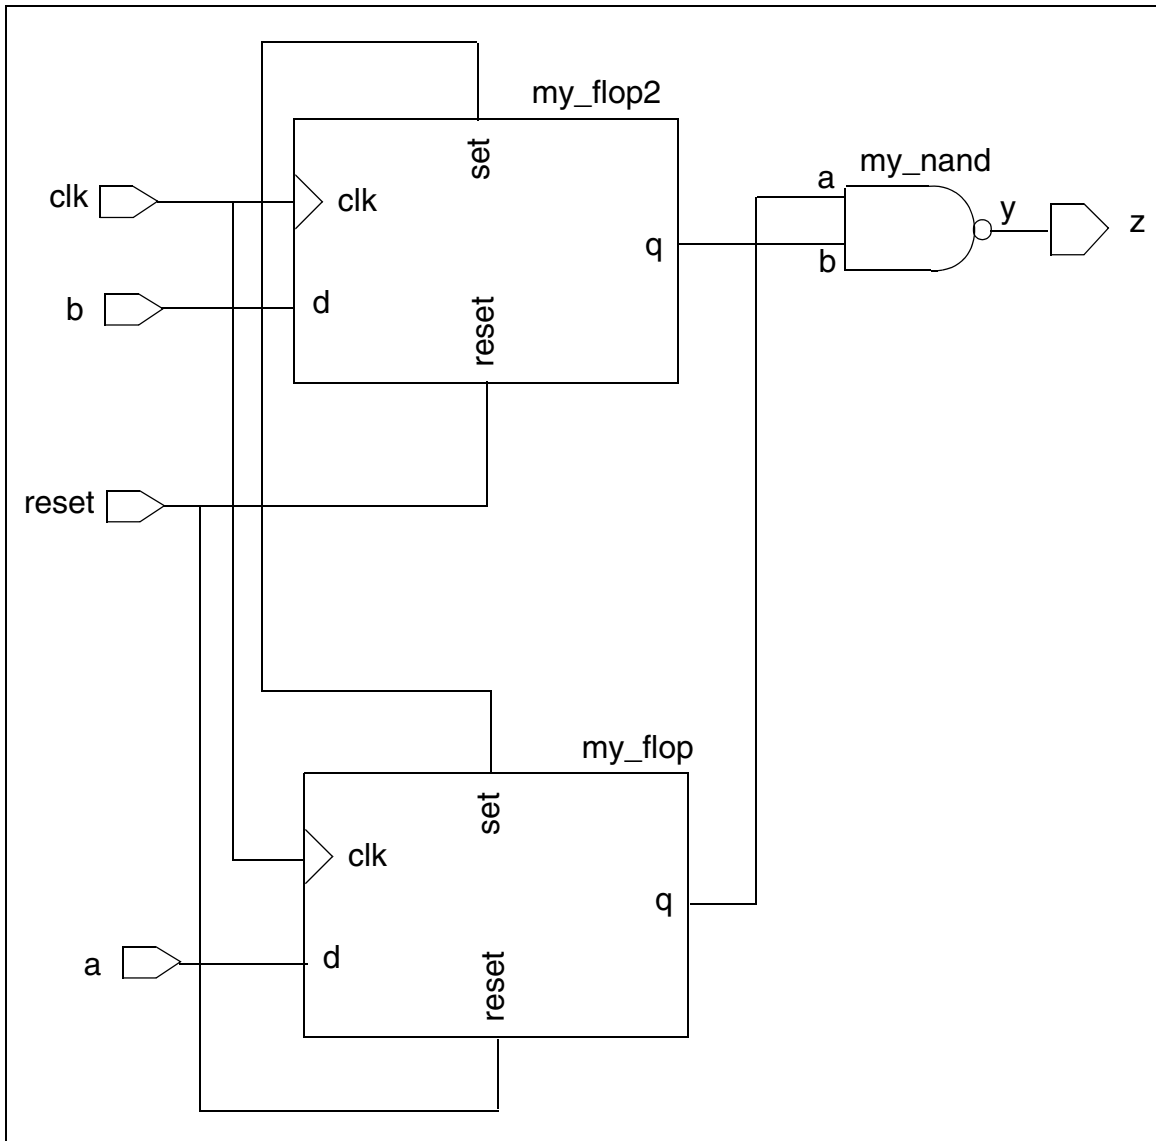 my_flop2
set
my_nand
a
clk
clk
y
z
q
b
b
d
reset
reset
my_flop
set
clk
q
a
d
reset